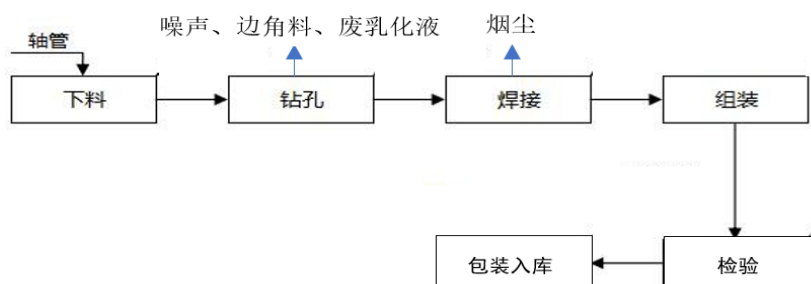 噪声、边角料、废乳化液
烟尘
轴管
下料
钻孔
焊接
组装
包装入库
检验